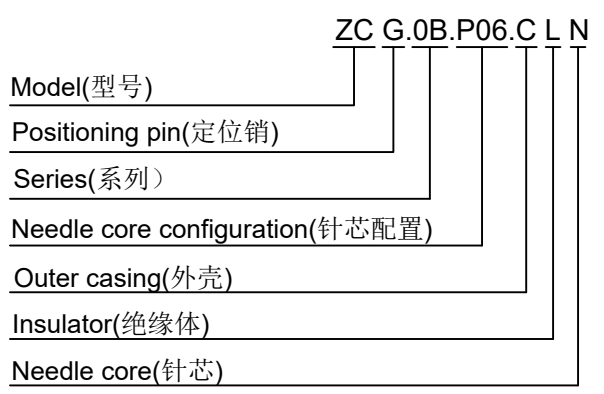 ZC G.0B.P06.C L N
Model(型号)
Positioning pin(定位销)
Series(系列）
Needle core configuration(针芯配置)
Outer casing(外壳)
Insulator(绝缘体)
Needle core(针芯)